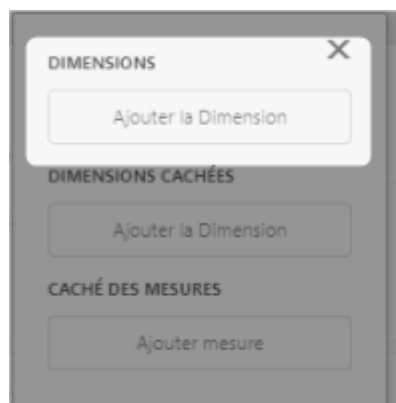 DIMENSIONS
Ajouter la Dimension
DIMENSIONS CACHÉES
Ajouter la Dimension
CACHÉ DES MESURES
Ajouter mesure